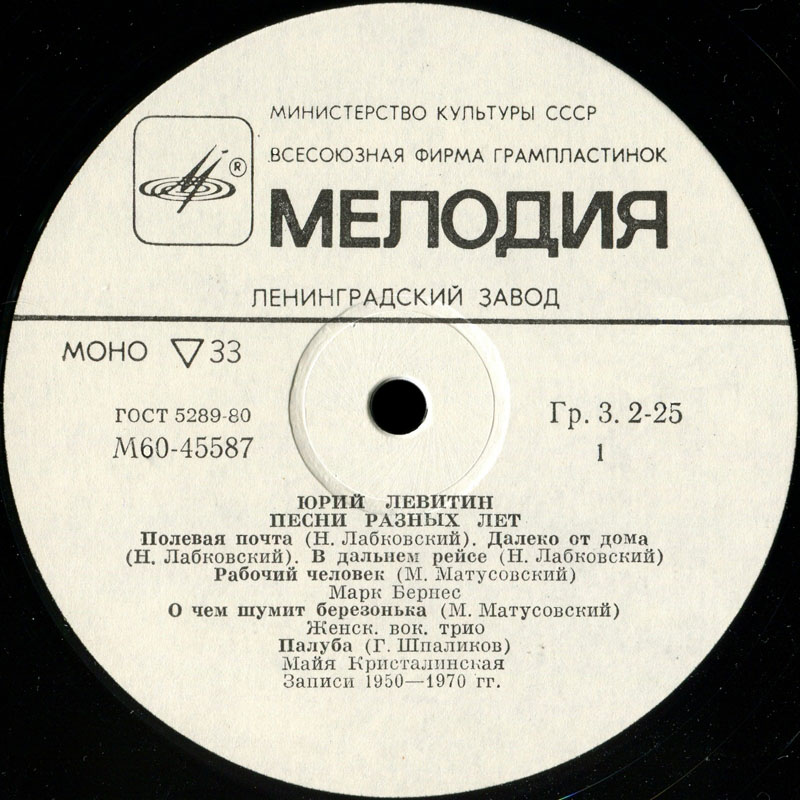 МИНИСТЕРСТВО КУЛЬТУРЫ СССР
ВСЕСОЮЗНАЯ ФИРМА ГРАМПЛАСТИНОК
®
МЕЛОДИЯ
ЛЕНИНГРАДСКИЙ ЗАВОД
МОНО ▽33
ГОСТ 5289-80
Гр. 3. 2-25
М60-45587
1
ЮРИЙ ЛЕВИТИН
ПЕСНИ РАЗНЫХ ЛЕТ
Полевая почта (Н. Лабковский). Далеко от дома
(Н. Лабковский). В дальнем рейсе (Н. Лабковский)
Рабочий человек (М. Матусовский)
Марк Бернес
О чем шумит березонька (М. Матусовский)
Женск. вок. трио
Палуба (Г. Шпаликов)
Майя Кристалинская
Записи 1950—1970 гг.